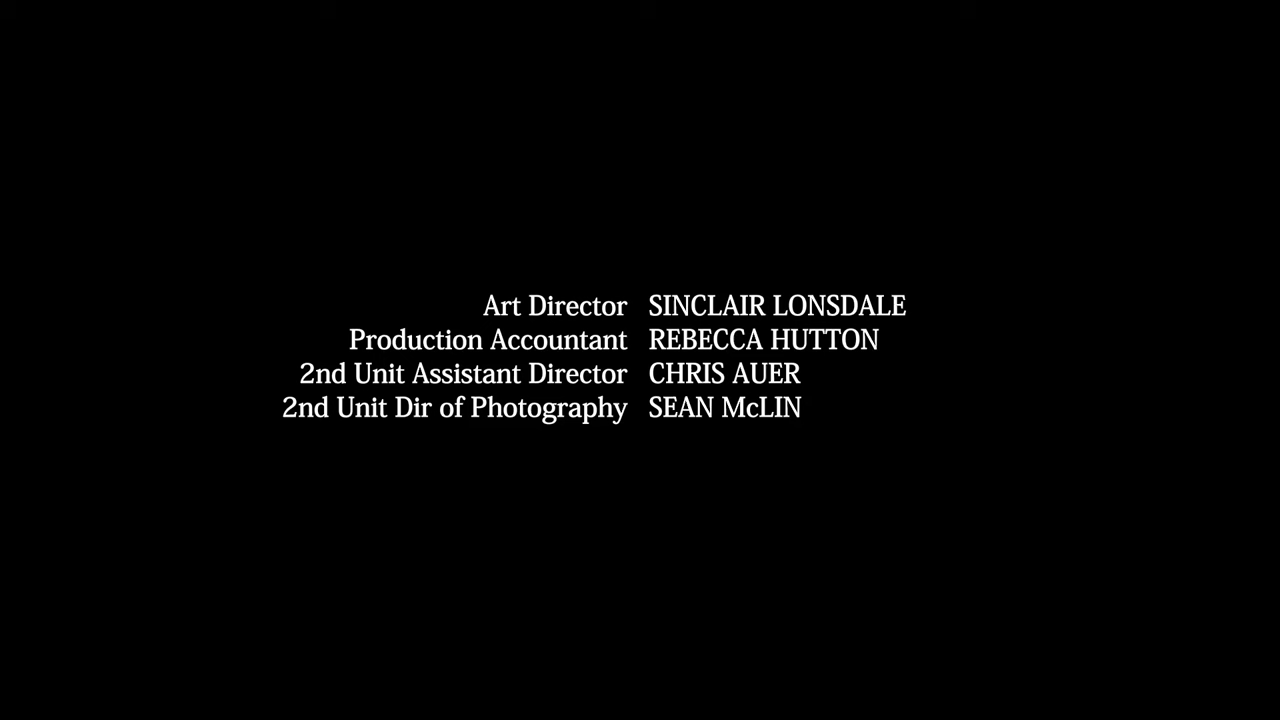 Art Director SINCLAIR LONSDALE
Production Accountant REBECCA HUTTON
2nd Unit Assistant Director CHRIS AUER
2nd Unit Dir of Photography SEAN McLIN